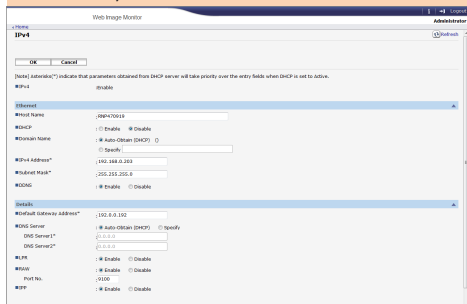 Logout
Web Image Monitor
Administrator
Home
IPv4
Refresh
OK Cancel
[Note] Asterisks(*) indicate that parameters obtained from DHCP server will take priority over the entry fields when DHCP is set to Active.
IPv4 :Enable
Ethernet
Host Name :RNP470919
DHCP : Enable Disable
Domain Name : Auto-Obtain (DHCP) ()
Specify
IPv4 Address* :192.168.0.203
Subnet Mask* :255.255.255.0
DDNS : Enable Disable
Details
Default Gateway Address* :192.0.0.192
DNS Server : Auto-Obtain (DHCP) Specify
DNS Server1* :0.0.0.0
DNS Server2* :0.0.0.0
LPR : Enable Disable
RAW : Enable Disable
Port No. :9100
IPP : Enable Disable